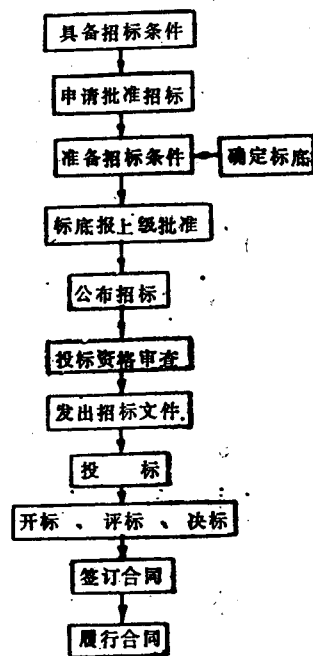 具备招标条件
申请批准招标
准备招标条件
确定标底
标底报上级批准
公布招标
投标资格审查
发出招标文件
投 标
开标、评标、决标
签订合同
履行合同